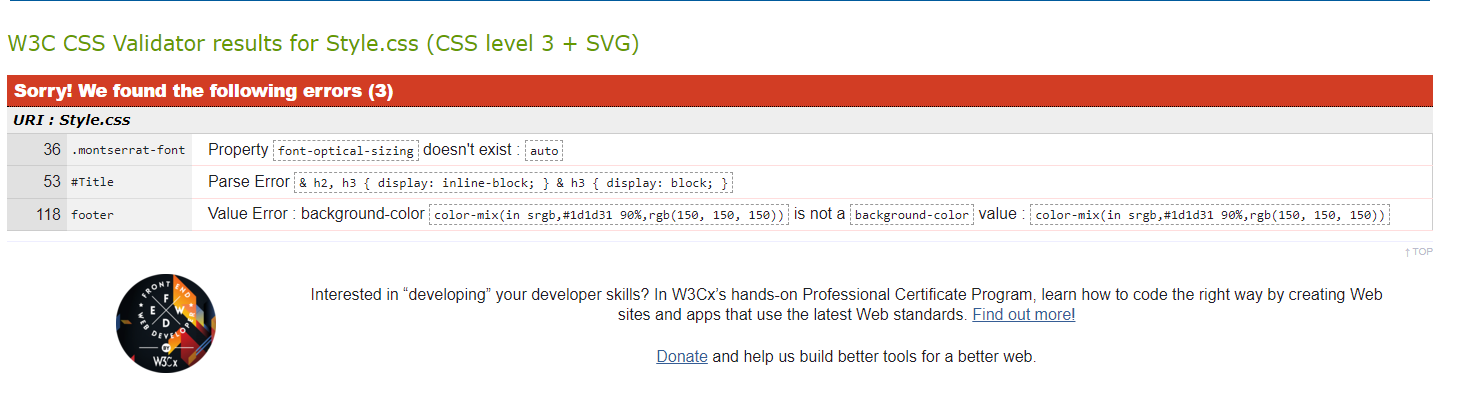 W3C CSS Validator results for Style.css (CSS level 3 + SVG)
Sorry! We found the following errors (3)
URI : Style.css
36 .montserrat-font Property font-optical-sizing doesn't exist : auto
53 #Title Parse Error & h2, h3 { display: inline-block; } & h3 { display: block; }
118 footer Value Error : background-color color-mix(in srgb,#1d1d31 90%,rgb(150, 150, 150)) is not a background-color value : color-mix(in srgb,#1d1d31 90%,rgb(150, 150, 150))
↑ TOP
FRONT END
F
E W
D
WEB DEVELOPER
BY
W3Cx
Interested in “developing” your developer skills? In W3Cx’s hands-on Professional Certificate Program, learn how to code the right way by creating Web
sites and apps that use the latest Web standards. Find out more!
Donate and help us build better tools for a better web.